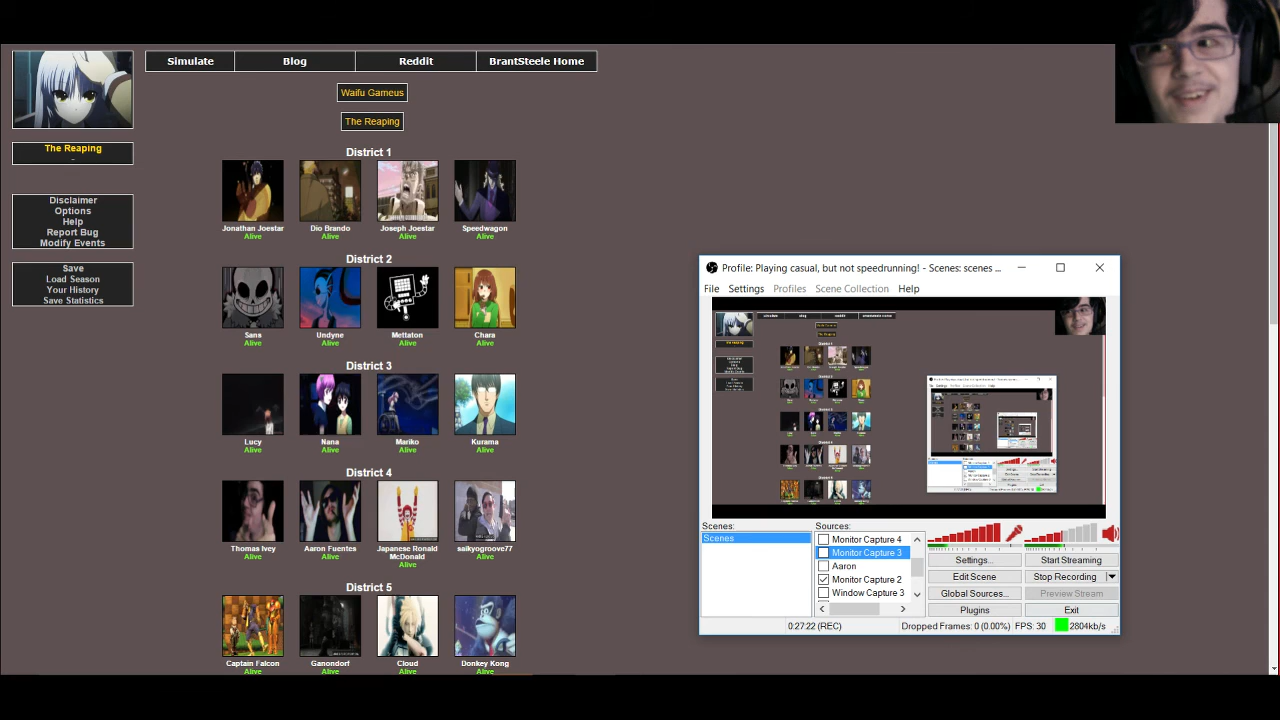 Simulate
Blog
Reddit
BrantSteele Home
Waifu Gameus
The Reaping
The Reaping
-
Disclaimer
Options
Help
Report Bug
Modify Events
Save
Load Season
Your History
Save Statistics
District 1
Jonathan Joestar
Alive
Dio Brando
Alive
Joseph Joestar
Alive
Speedwagon
Alive
District 2
Sans
Alive
Undyne
Alive
Mettaton
Alive
Chara
Alive
District 3
Lucy
Alive
Nana
Alive
Mariko
Alive
Kurama
Alive
District 4
Thomas Ivey
Alive
Aaron Fuentes
Alive
Japanese Ronald
McDonald
Alive
saikyogroove77
Alive
District 5
Captain Falcon
Alive
Ganondorf
Alive
Cloud
Alive
Donkey Kong
Alive
Profile: Playing casual, but not speedrunning! - Scenes: scenes ...
File
Settings
Profiles
Scene Collection
Help
Scenes:
Scenes
Sources:
Monitor Capture 4
Monitor Capture 3
Aaron
Monitor Capture 2
Window Capture 3
Settings...
Start Streaming
Edit Scene
Stop Recording
Global Sources...
Preview Stream
Plugins
Exit
0:27:22 (REC)
Dropped Frames: 0 (0.00%)
FPS: 30
2804kb/s